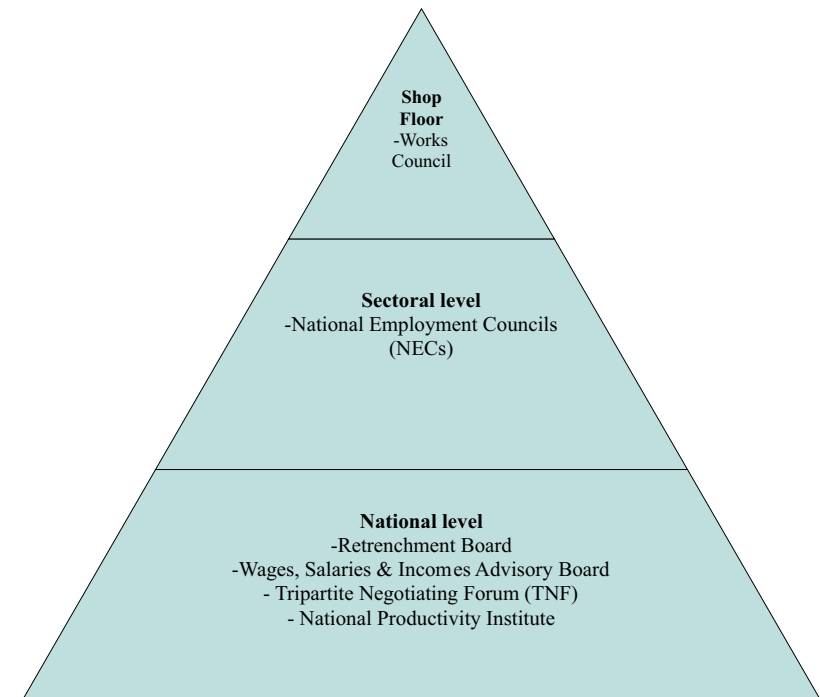 Shop
Floor
-Works
Council
Sectoral level
-National Employment Councils
(NECs)
National level
-Retrenchment Board
-Wages, Salaries & Incomes Advisory Board
- Tripartite Negotiating Forum (TNF)
- National Productivity Institute